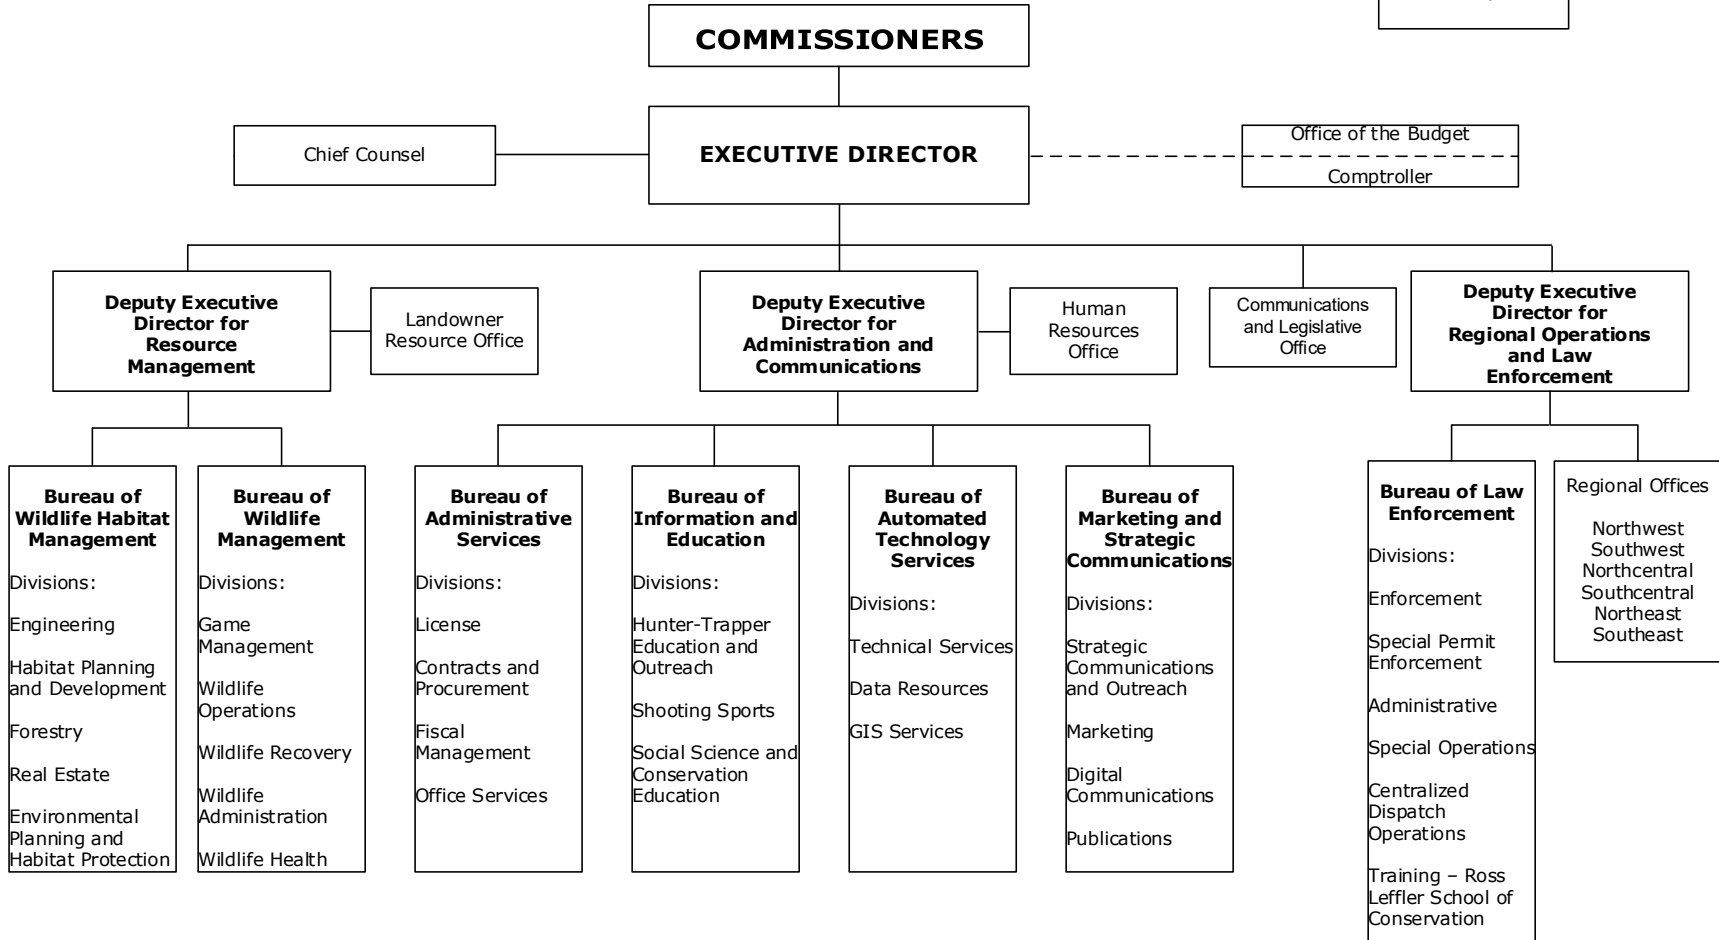 COMMISSIONERS
Chief Counsel
EXECUTIVE DIRECTOR
Office of the Budget
Comptroller
Deputy Executive
Director for
Resource
Management
Landowner
Resource Office
Deputy Executive
Director for
Administration and
Communications
Human
Resources
Office
Communications
and Legislative
Office
Deputy Executive
Director for
Regional Operations
and Law
Enforcement
Bureau of
Wildlife Habitat
Management
Divisions:
Engineering
Habitat Planning
and Development
Forestry
Real Estate
Environmental
Planning and
Habitat Protection
Bureau of
Wildlife
Management
Divisions:
Game
Management
Wildlife
Operations
Wildlife Recovery
Wildlife
Administration
Wildlife Health
Bureau of
Administrative
Services
Divisions:
License
Contracts and
Procurement
Fiscal
Management
Office Services
Bureau of
Information and
Education
Divisions:
Hunter-Trapper
Education and
Outreach
Shooting Sports
Social Science and
Conservation
Education
Bureau of
Automated
Technology
Services
Divisions:
Technical Services
Data Resources
GIS Services
Bureau of
Marketing and
Strategic
Communications
Divisions:
Strategic
Communications
and Outreach
Marketing
Digital
Communications
Publications
Bureau of Law
Enforcement
Divisions:
Enforcement
Special Permit
Enforcement
Administrative
Special Operations
Centralized
Dispatch
Operations
Training – Ross
Leffler School of
Conservation
Regional Offices
Northwest
Southwest
Northcentral
Southcentral
Northeast
Southeast